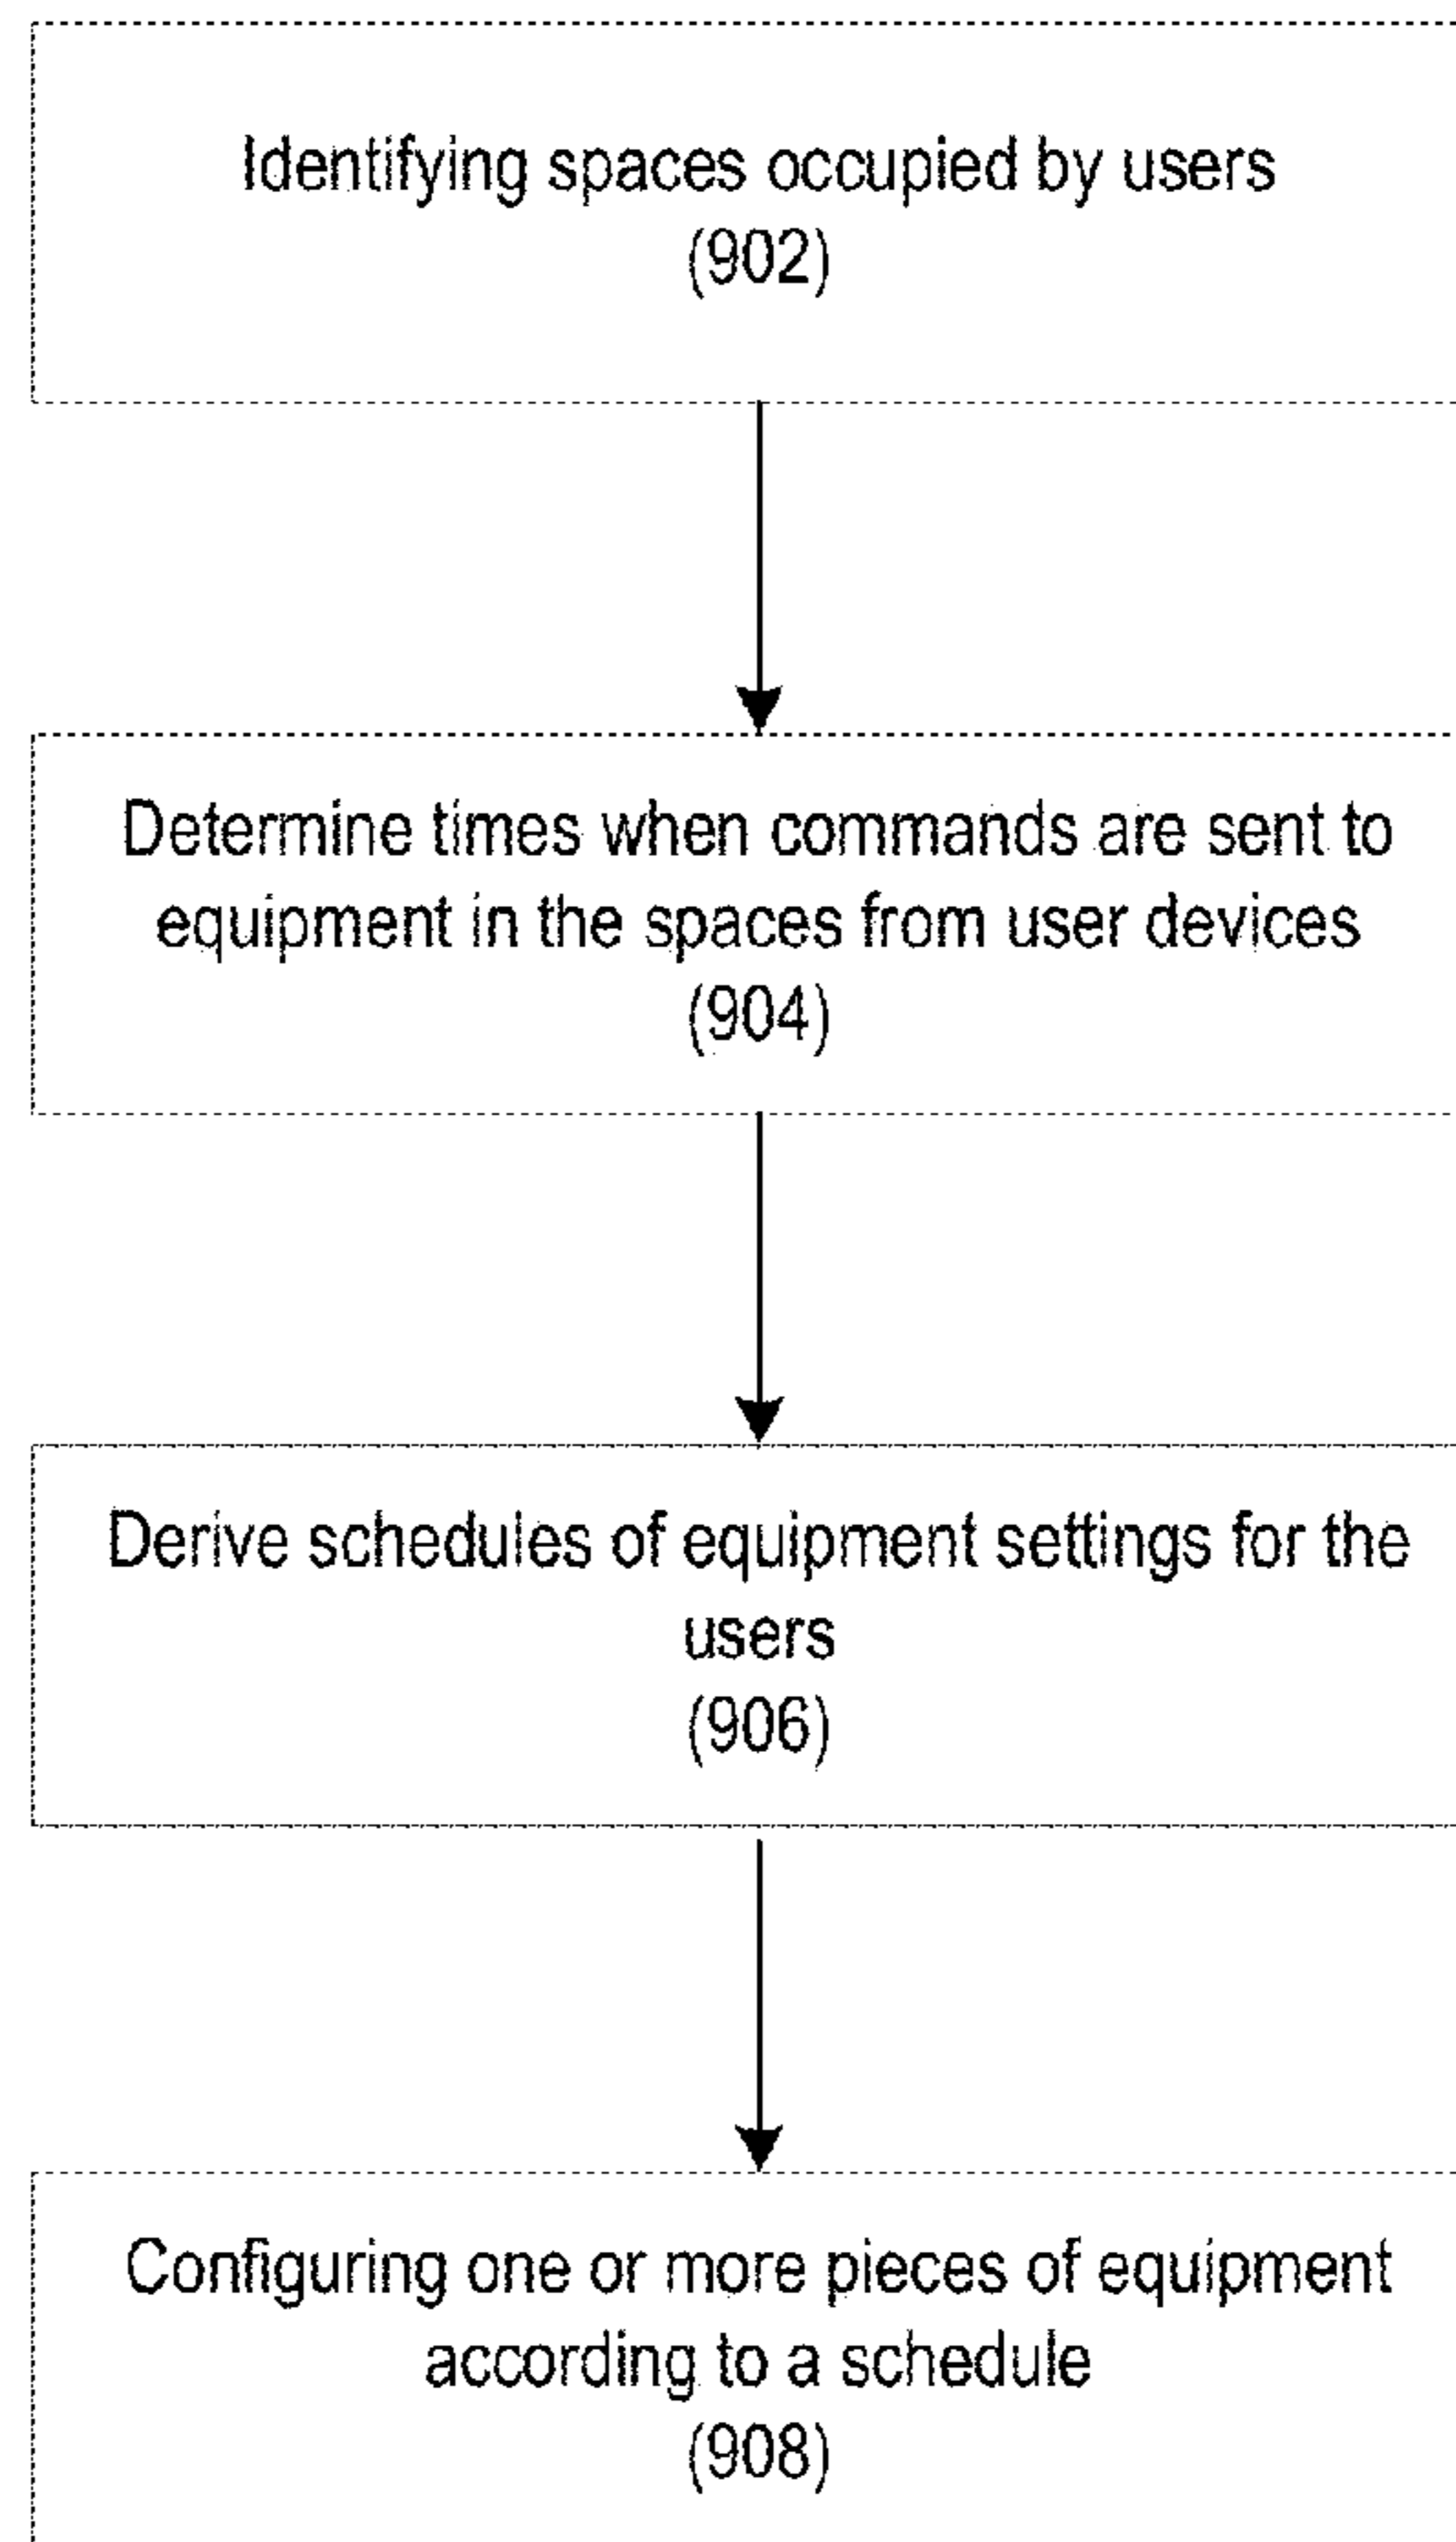 Identifying spaces occupied by users
(902)
Determine times when commands are sent to
equipment in the spaces from user devices
(904)
Derive schedules of equipment settings for the
users
(906)
Configuring one or more pieces of equipment
according to a schedule
(908)